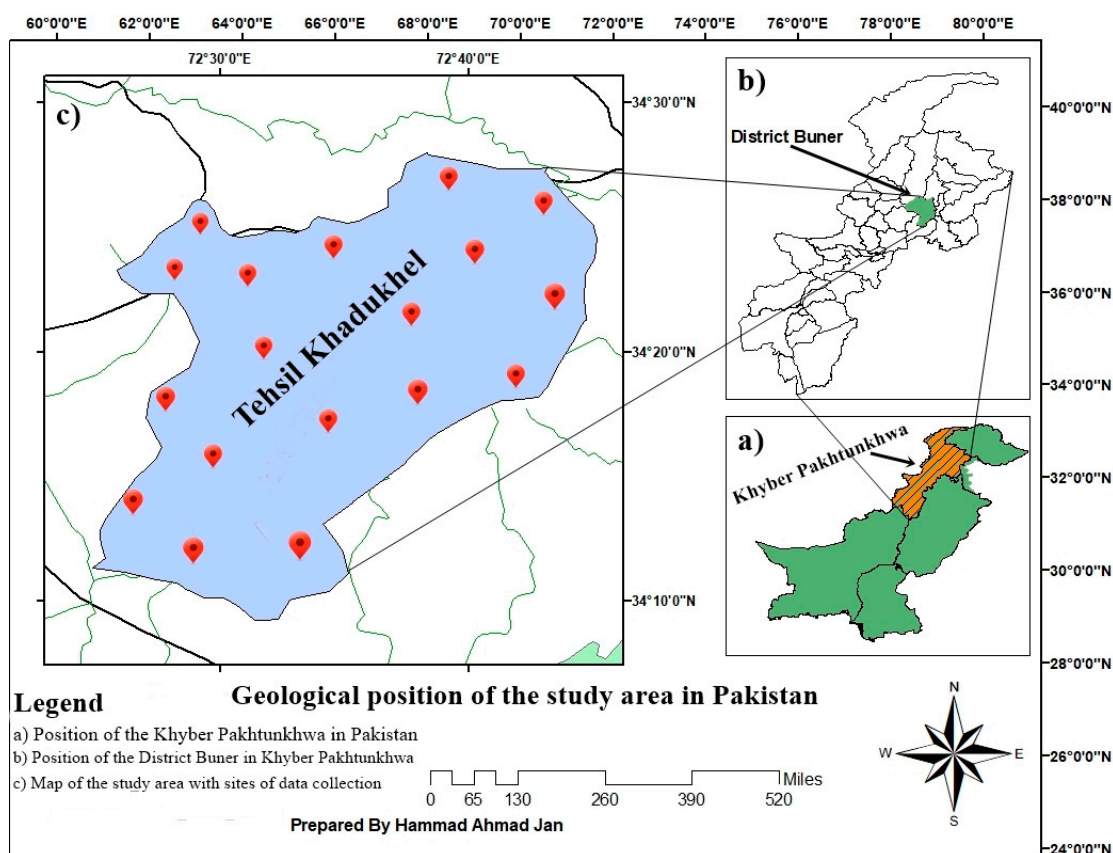 60°0'0"E 62°0'0"E 64°0'0"E 66°0'0"E 68°0'0"E 70°0'0"E 72°0'0"E 74°0'0"E 76°0'0"E 78°0'0"E 80°0'0"E
72°30'0"E 72°40'0"E
c)
Tehsil Khadukhel
34°30'0"N
34°20'0"N
34°10'0"N
b)
District Buner
a)
Khyber Pakhtunkhwa
40°0'0"N
38°0'0"N
36°0'0"N
34°0'0"N
32°0'0"N
30°0'0"N
28°0'0"N
26°0'0"N
24°0'0"N
Geological position of the study area in Pakistan
Legend
a) Position of the Khyber Pakhtunkhwa in Pakistan
b) Position of the District Buner in Khyber Pakhtunkhwa
c) Map of the study area with sites of data collection
Miles
0 65 130 260 390 520
Prepared By Hammad Ahmad Jan
N
W E
S